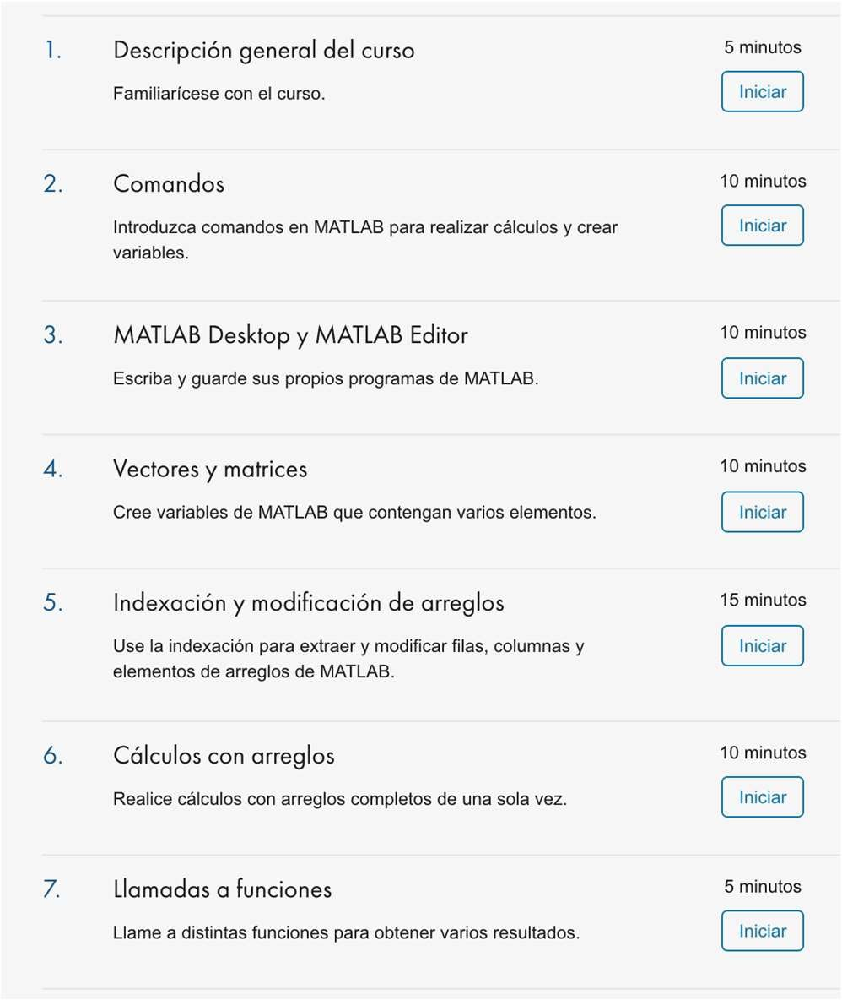 1.
Descripción general del curso
5 minutos
Familiarícese con el curso.
Iniciar
2.
Comandos
10 minutos
Introduzca comandos en MATLAB para realizar cálculos y crear
variables.
Iniciar
3.
MATLAB Desktop y MATLAB Editor
10 minutos
Escriba y guarde sus propios programas de MATLAB.
Iniciar
4.
Vectores y matrices
10 minutos
Cree variables de MATLAB que contengan varios elementos.
Iniciar
5.
Indexación y modificación de arreglos
15 minutos
Use la indexación para extraer y modificar filas, columnas y
elementos de arreglos de MATLAB.
Iniciar
6.
Cálculos con arreglos
10 minutos
Realice cálculos con arreglos completos de una sola vez.
Iniciar
7.
Llamadas a funciones
5 minutos
Llame a distintas funciones para obtener varios resultados.
Iniciar